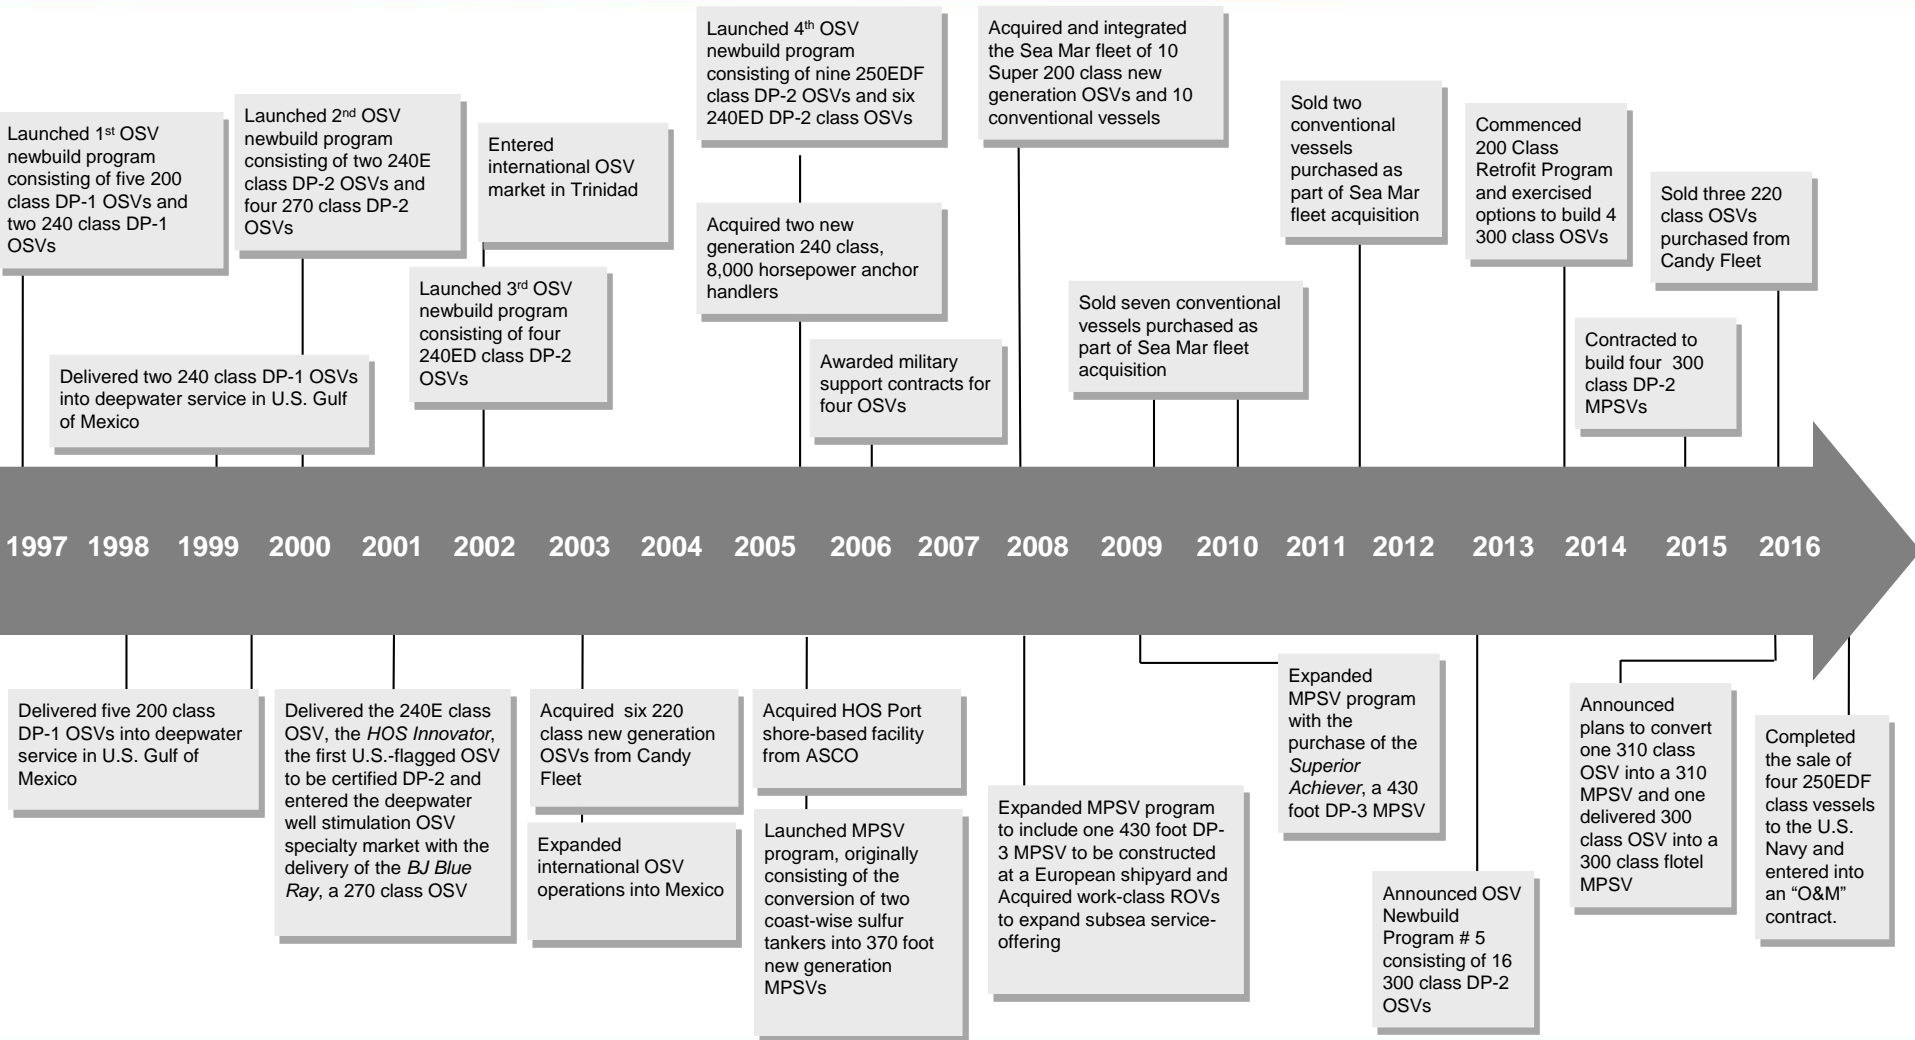 Launched 1st OSV
newbuild program
consisting of five 200
class DP-1 OSVs and
two 240 class DP-1
OSVs
Launched 2nd OSV
newbuild program
consisting of two 240E
class DP-2 OSVs and
four 270 class DP-2
OSVs
Entered
international OSV
market in Trinidad
Launched 4th OSV
newbuild program
consisting of nine 250EDF
class DP-2 OSVs and six
240ED DP-2 class OSVs
Acquired and integrated
the Sea Mar fleet of 10
Super 200 class new
generation OSVs and 10
conventional vessels
Sold two
conventional
vessels
purchased as
part of Sea Mar
fleet acquisition
Commenced
200 Class
Retrofit Program
and exercised
options to build 4
300 class OSVs
Sold three 220
class OSVs
purchased from
Candy Fleet
Delivered two 240 class DP-1 OSVs
into deepwater service in U.S. Gulf
of Mexico
Launched 3rd OSV
newbuild program
consisting of four
240ED class DP-2
OSVs
Acquired two new
generation 240 class,
8,000 horsepower anchor
handlers
Awarded military
support contracts for
four OSVs
Sold seven conventional
vessels purchased as
part of Sea Mar fleet
acquisition
Contracted to
build four 300
class DP-2
MPSVs
1997 1998 1999 2000 2001 2002 2003 2004 2005 2006 2007 2008 2009 2010 2011 2012 2013 2014 2015 2016
Delivered five 200 class
DP-1 OSVs into deepwater
service in U.S. Gulf of
Mexico
Delivered the 240E class
OSV, the HOS Innovator,
the first U.S.-flagged OSV
to be certified DP-2 and
entered the deepwater
well stimulation OSV
specialty market with the
delivery of the BJ Blue
Ray, a 270 class OSV
Acquired six 220
class new generation
OSVs from Candy
Fleet
Expanded
international OSV
operations into Mexico
Acquired HOS Port
shore-based facility
from ASCO
Launched MPSV
program, originally
consisting of the
conversion of two
coast-wise sulfur
tankers into 370 foot
new generation
MPSVs
Expanded MPSV program
to include one 430 foot DP-
3 MPSV to be constructed
at a European shipyard and
Acquired work-class ROVs
to expand subsea service-
offering
Expanded
MPSV program
with the
purchase of the
Superior
Achiever, a 430
foot DP-3 MPSV
Announced OSV
Newbuild
Program # 5
consisting of 16
300 class DP-2
OSVs
Announced
plans to convert
one 310 class
OSV into a 310
MPSV and one
delivered 300
class OSV into a
300 class flotel
MPSV
Completed
the sale of
four 250EDF
class vessels
to the U.S.
Navy and
entered into
an “O&M”
contract.